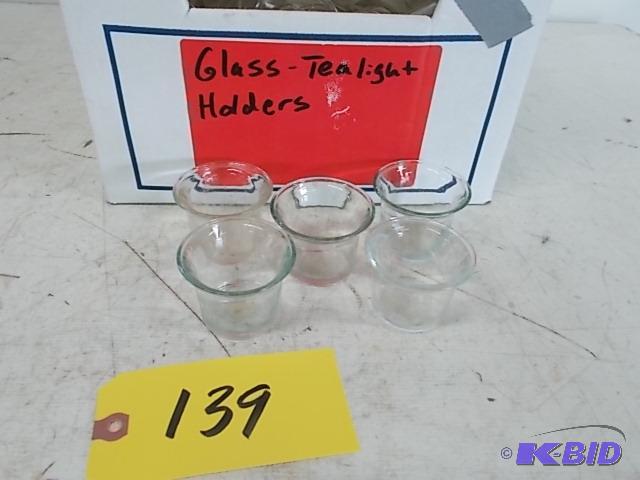 Glass - Tealight
Holders
139
© K-BID